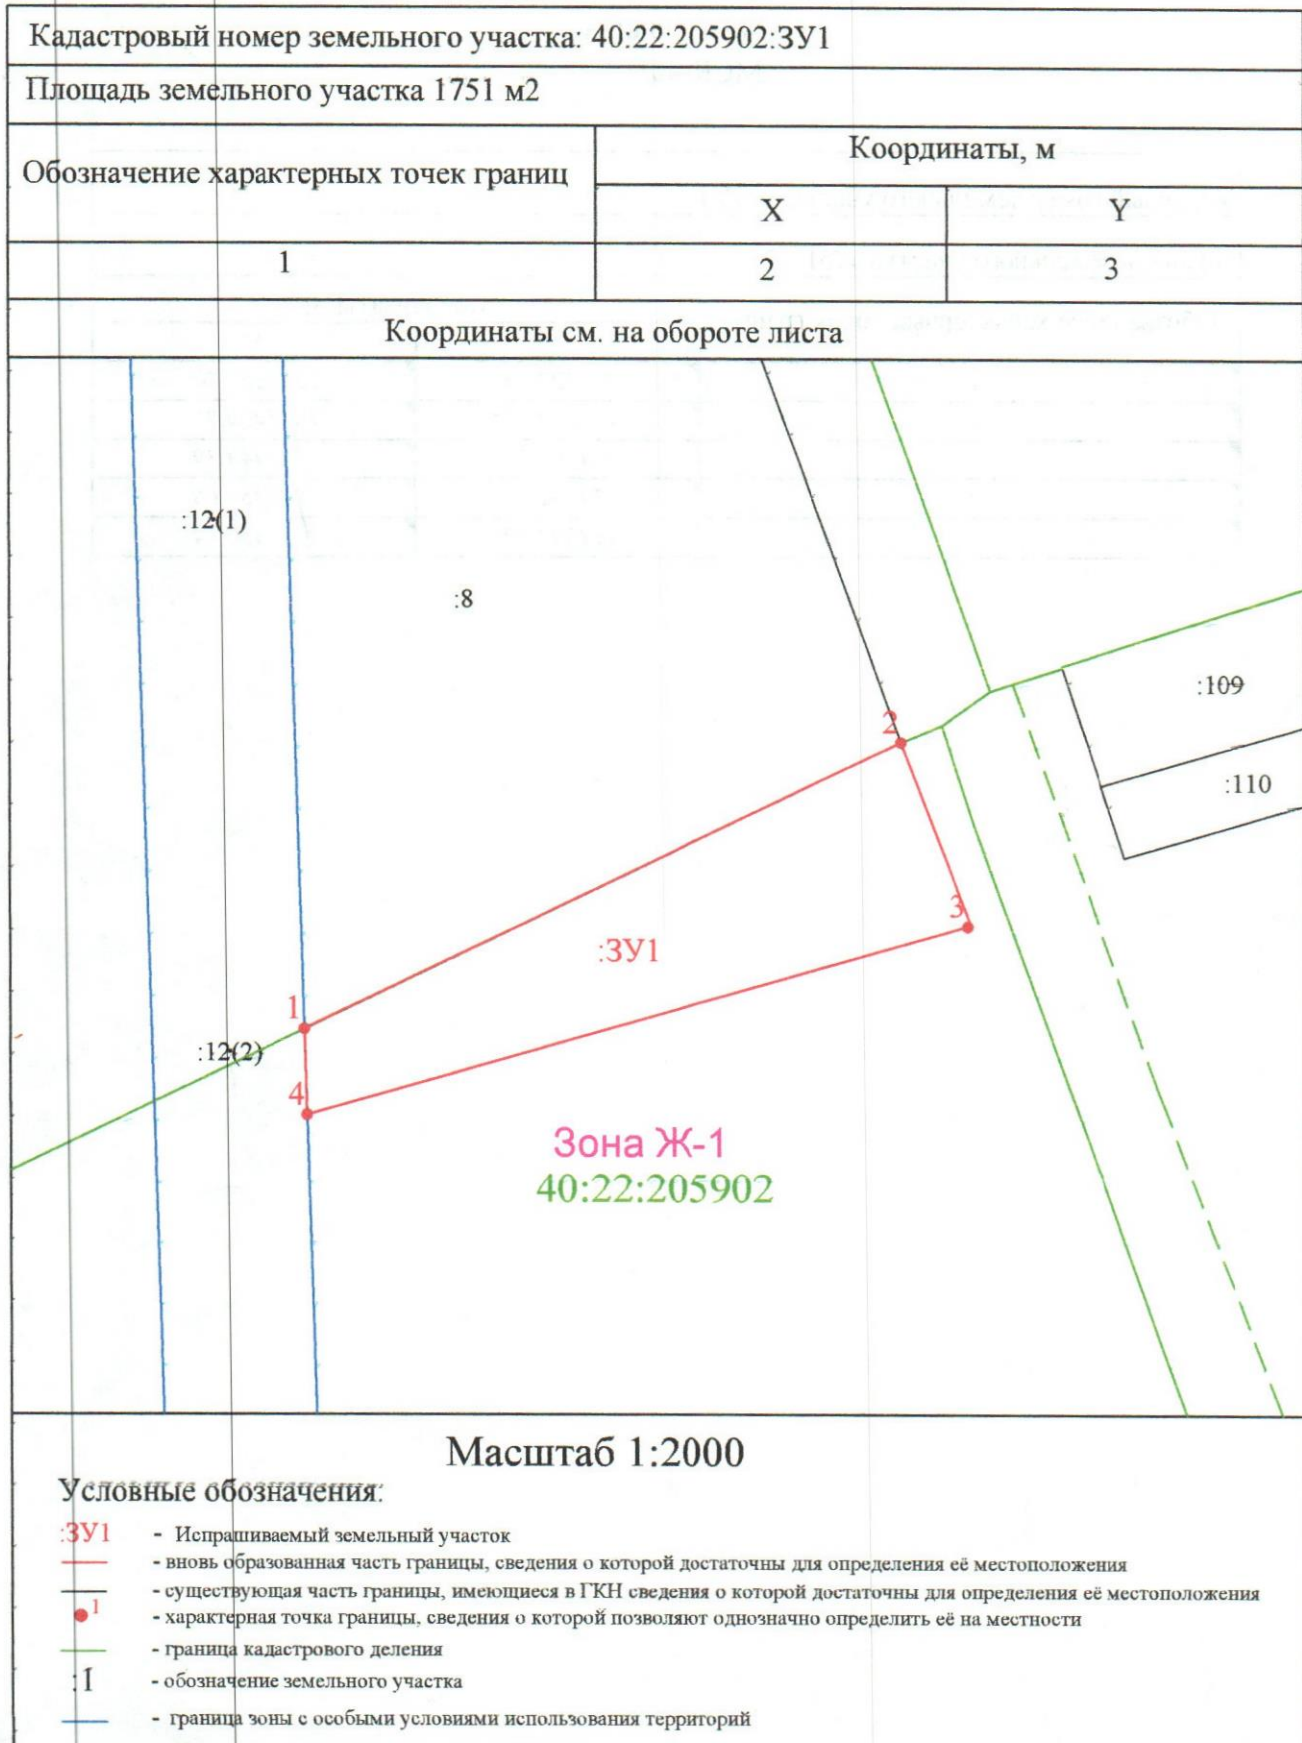 Кадастровый номер земельного участка: 40:22:205902:ЗУ1
Площадь земельного участка 1751 м2
Обозначение характерных точек границ
Координаты, м
X
Y
1
2
3
Координаты см. на обороте листа
:12(1)
:8
:109
2
:110
3
:ЗУ1
1
:12(2)
4
Зона Ж-1
40:22:205902
Масштаб 1:2000
Условные обозначения:
:ЗУ1 - Испрашиваемый земельный участок
- вновь образованная часть границы, сведения о которой достаточны для определения её местоположения
- существующая часть границы, имеющиеся в ГКН сведения о которой достаточны для определения её местоположения
1 - характерная точка границы, сведения о которой позволяют однозначно определить её на местности
- граница кадастрового деления
:1 - обозначение земельного участка
- граница зоны с особыми условиями использования территорий